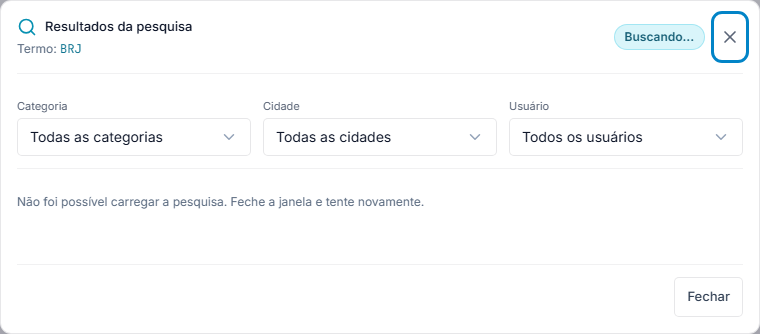 Resultados da pesquisa
Termo: BRJ
Buscando...
Categoria
Cidade
Usuário
Todas as categorias
Todas as cidades
Todos os usuários
Não foi possível carregar a pesquisa. Feche a janela e tente novamente.
Fechar